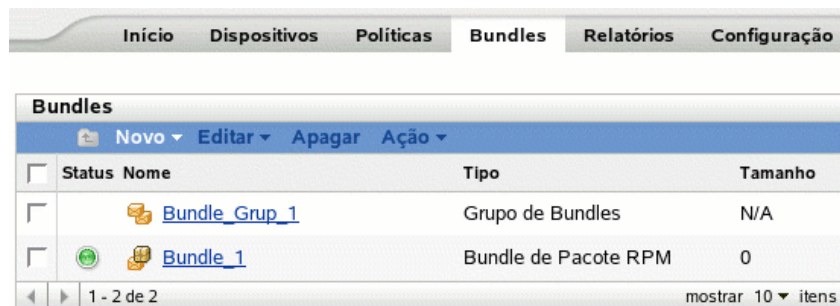 Início Dispositivos Políticas Bundles Relatórios Configuração
Bundles
Novo Editar Apagar Ação
Status Nome Tipo Tamanho
Bundle_Grup_1 Grupo de Bundles N/A
Bundle_1 Bundle de Pacote RPM 0
1 - 2 de 2 mostrar 10 itens